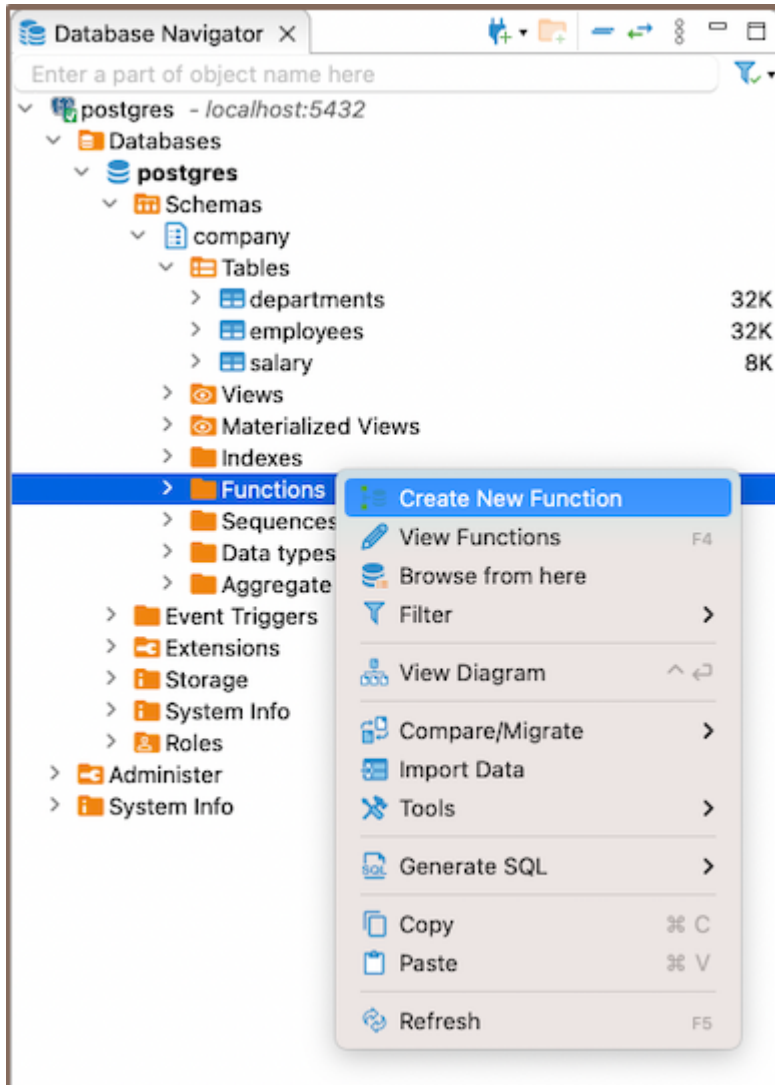 Database Navigator
Enter a part of object name here
postgres - localhost:5432
Databases
postgres
Schemas
company
Tables
departments 32K
employees 32K
salary 8K
Views
Materialized Views
Indexes
Functions
Sequences
Data types
Aggregate
Event Triggers
Extensions
Storage
System Info
Roles
Administer
System Info
Create New Function
View Functions F4
Browse from here
Filter
View Diagram ^ ↩
Compare/Migrate
Import Data
Tools
Generate SQL
Copy ⌘ C
Paste ⌘ V
Refresh F5